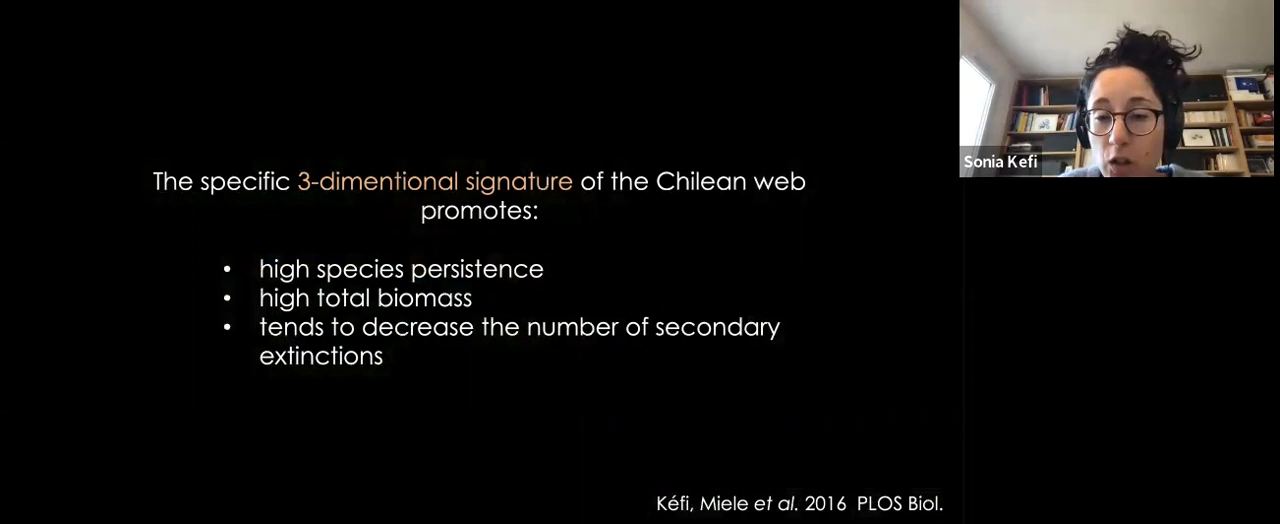 The specific 3-dimentional signature of the Chilean web
promotes:
• high species persistence
• high total biomass
• tends to decrease the number of secondary
extinctions
Kéfi, Miele et al. 2016 PLOS Biol.
Sonia Kefi